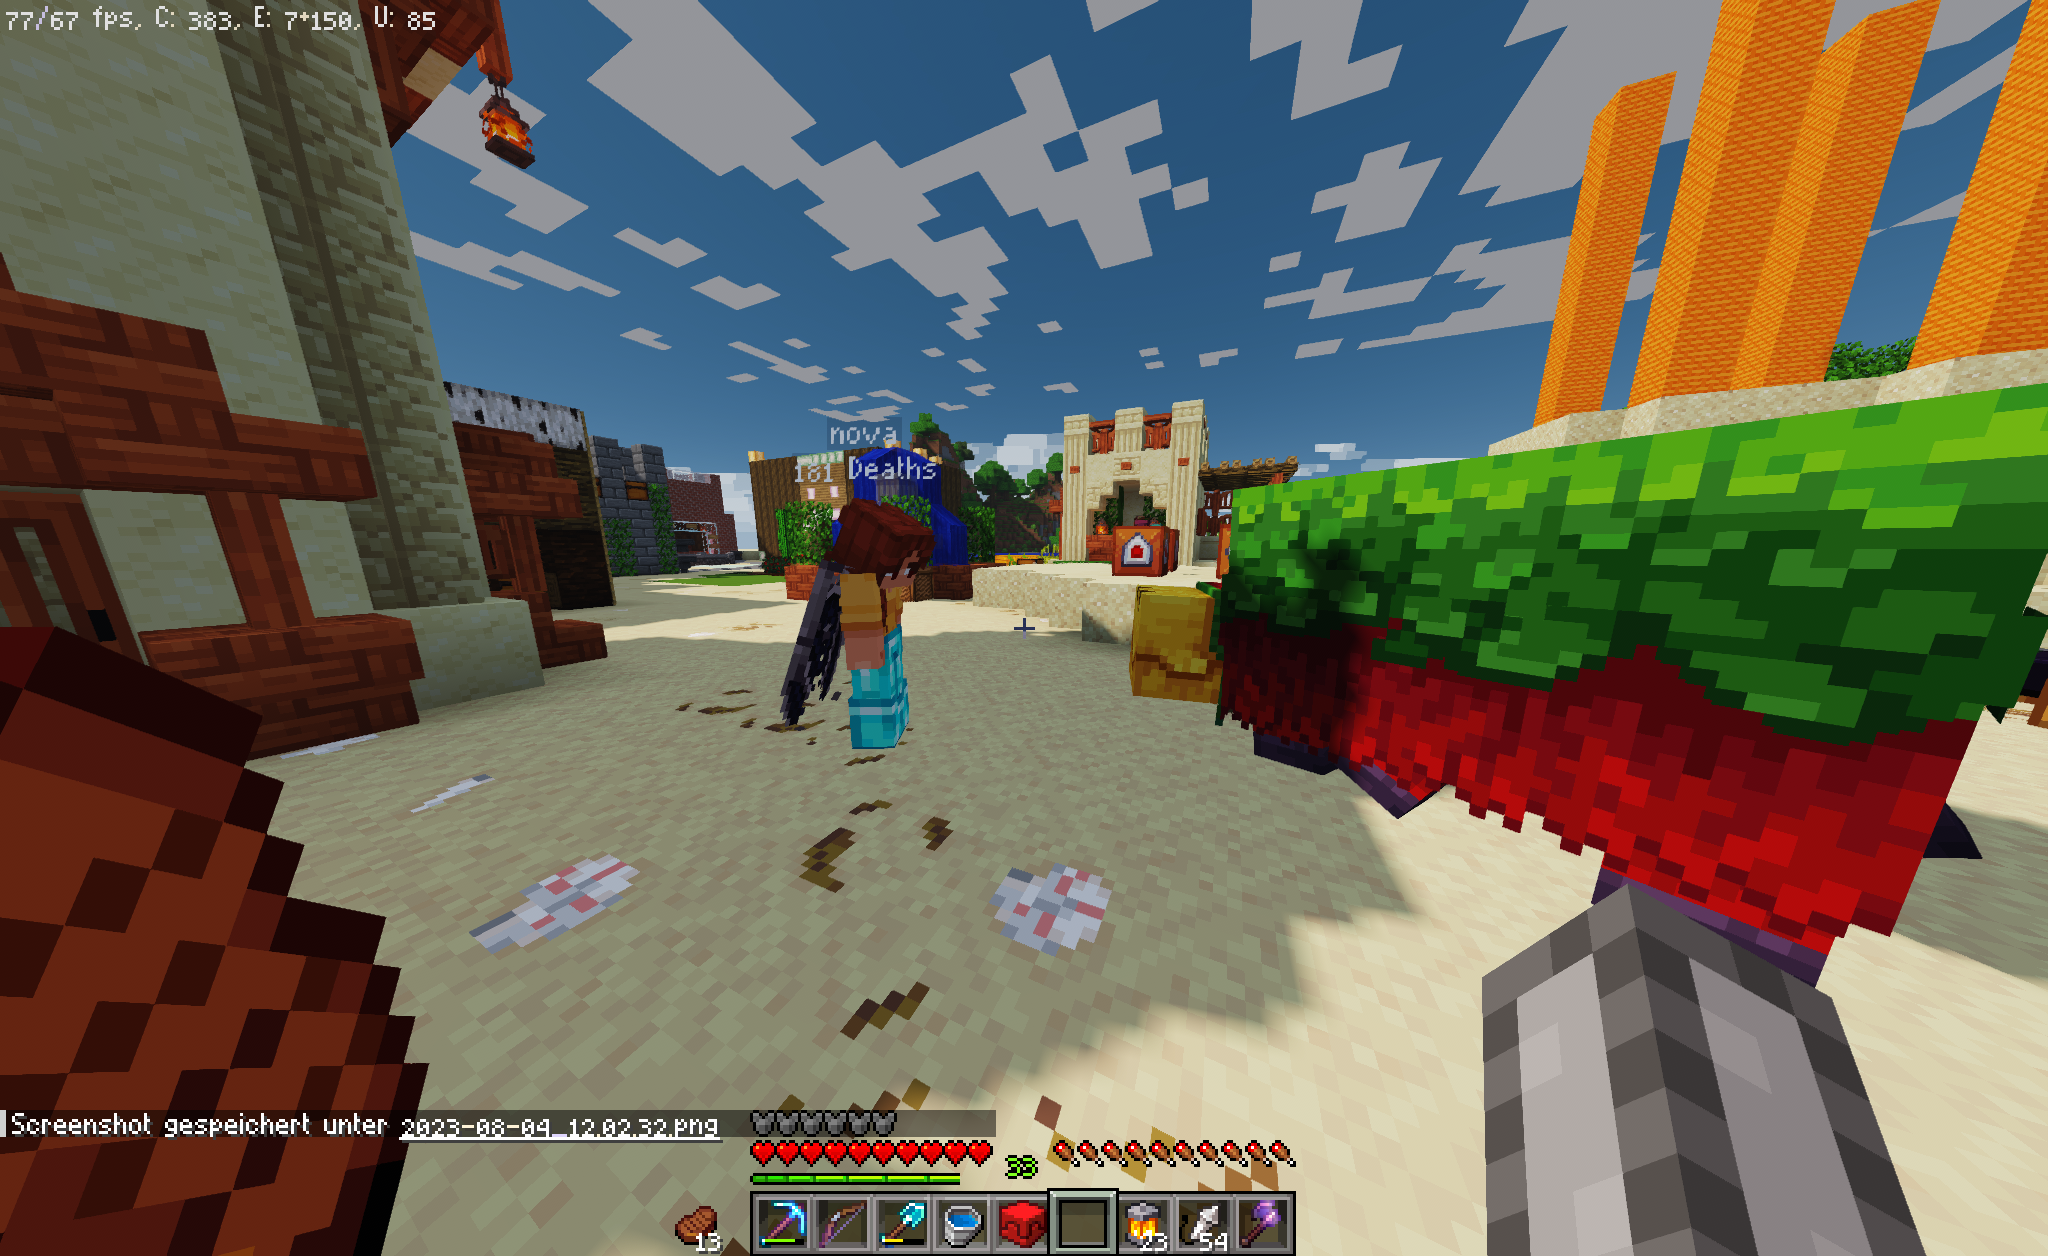 77/67 fps, C: 383, E: 7+150, U: 85
nova
181 Deaths
Screenshot gespeichert unter 2023-08-04_12.02.32.png
33
13
23
54